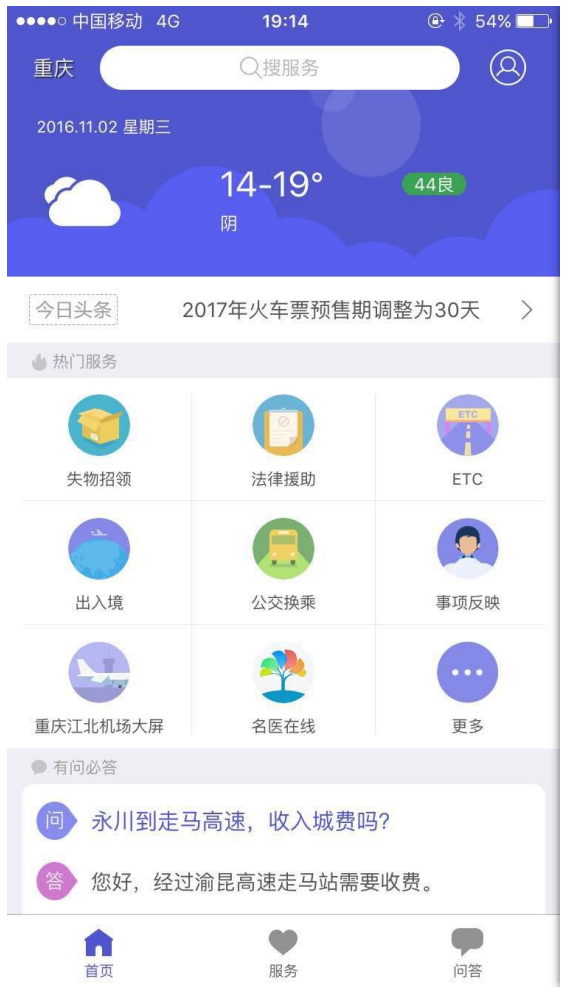 中国移动 4G 19:14 54%
重庆 搜服务
2016.11.02 星期三
14-19° 44良
阴
今日头条 2017年火车票预售期调整为30天
热门服务
ETC
失物招领 法律援助 ETC
出入境 公交换乘 事项反映
重庆江北机场大屏 名医在线 更多
有问必答
问 永川到走马高速，收入城费吗?
答 您好，经过渝昆高速走马站需要收费。
首页 服务 问答